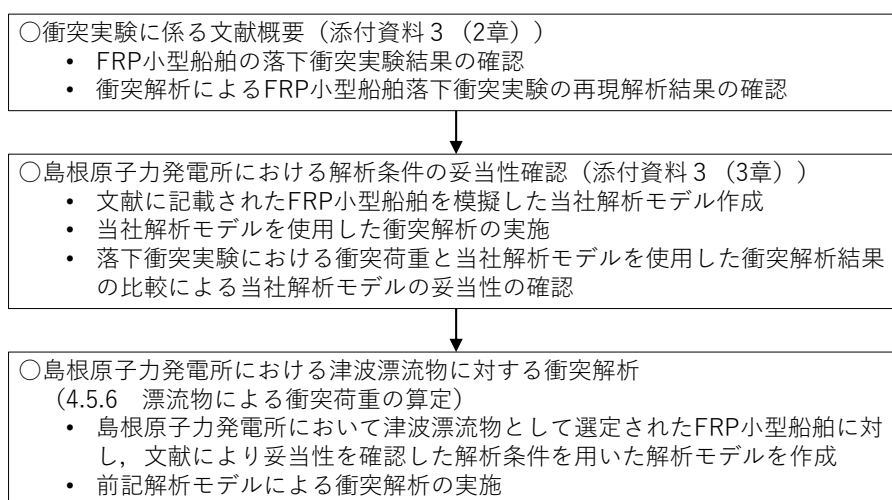 ○衝突実験に係る文献概要（添付資料３（2章））
• FRP小型船舶の落下衝突実験結果の確認
• 衝突解析によるFRP小型船舶落下衝突実験の再現解析結果の確認
○島根原子力発電所における解析条件の妥当性確認（添付資料３（3章））
• 文献に記載されたFRP小型船舶を模擬した当社解析モデル作成
• 当社解析モデルを使用した衝突解析の実施
• 落下衝突実験における衝突荷重と当社解析モデルを使用した衝突解析結果
の比較による当社解析モデルの妥当性の確認
○島根原子力発電所における津波漂流物に対する衝突解析
（4.5.6　漂流物による衝突荷重の算定）
• 島根原子力発電所において津波漂流物として選定されたFRP小型船舶に対
し，文献により妥当性を確認した解析条件を用いた解析モデルを作成
• 前記解析モデルによる衝突解析の実施